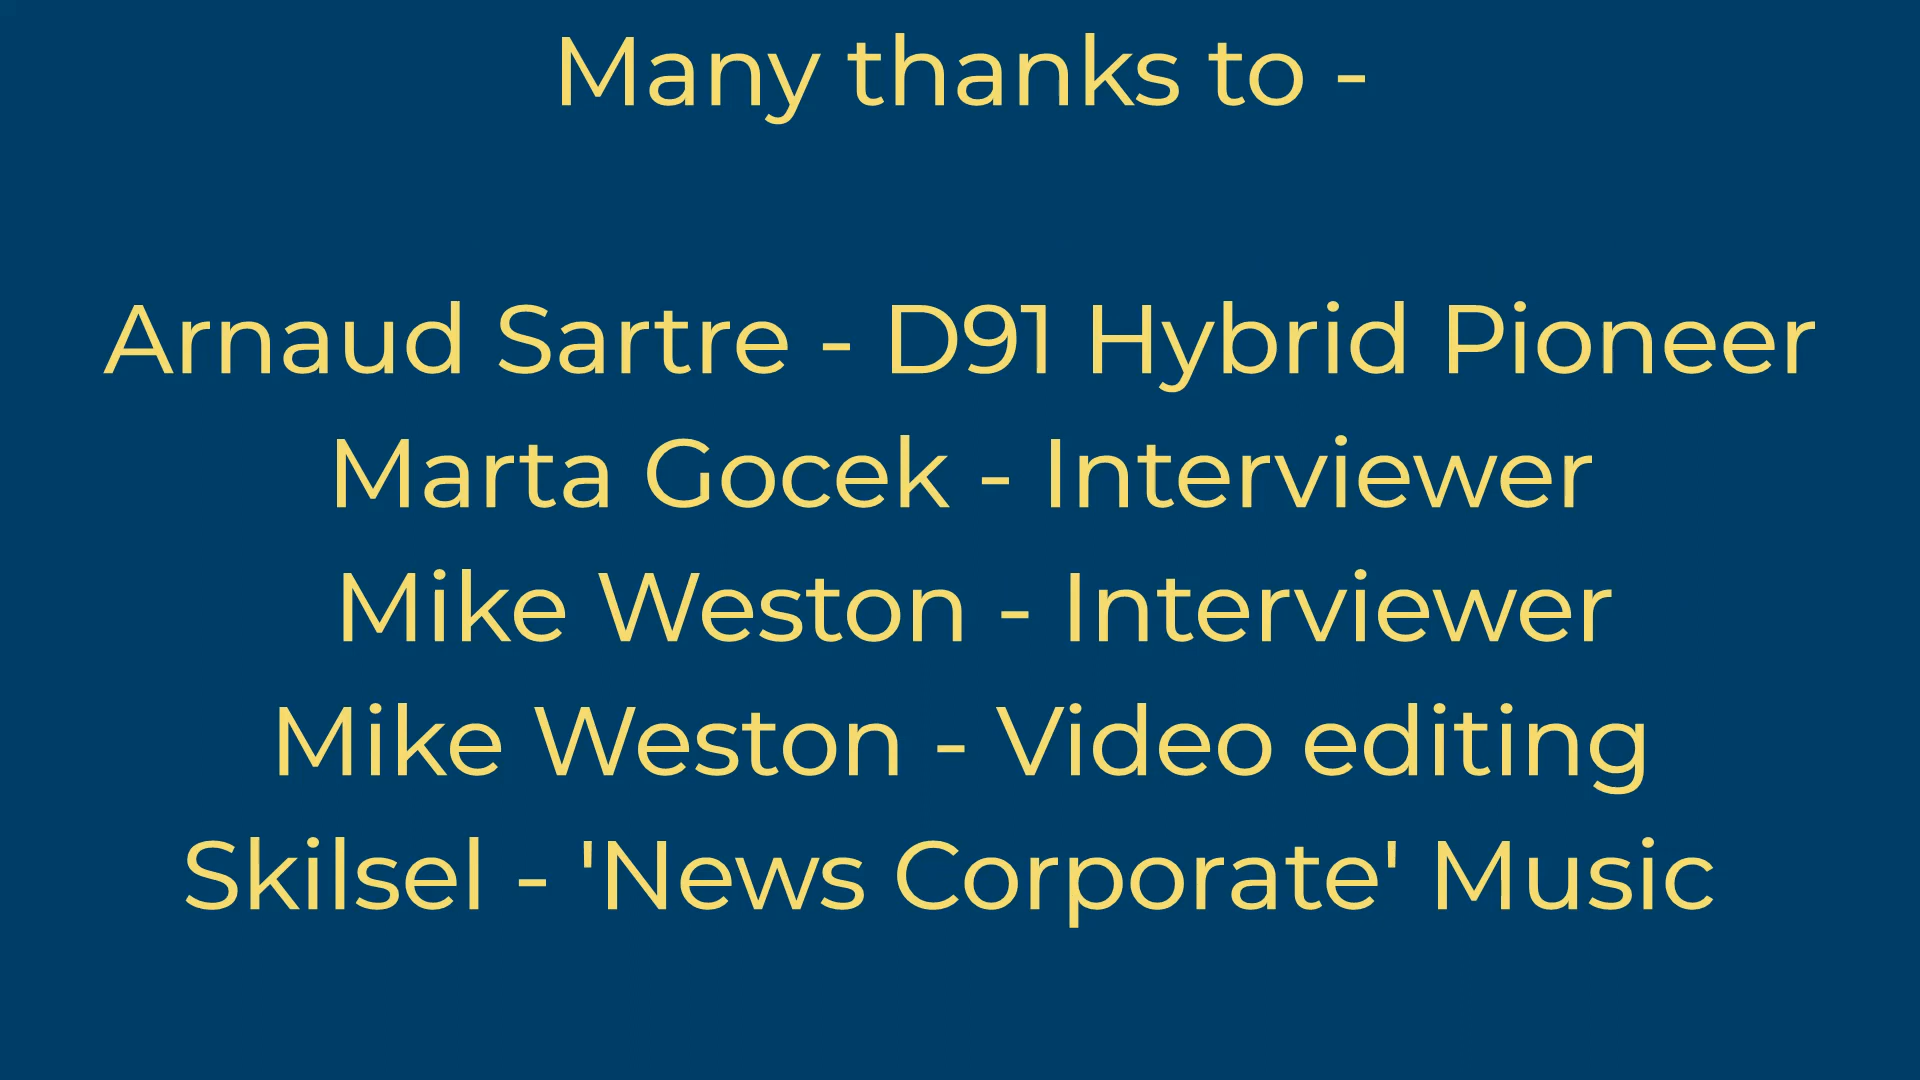 Many thanks to -
Arnaud Sartre - D91 Hybrid Pioneer
Marta Gocek - Interviewer
Mike Weston - Interviewer
Mike Weston - Video editing
Skilsel - 'News Corporate' Music